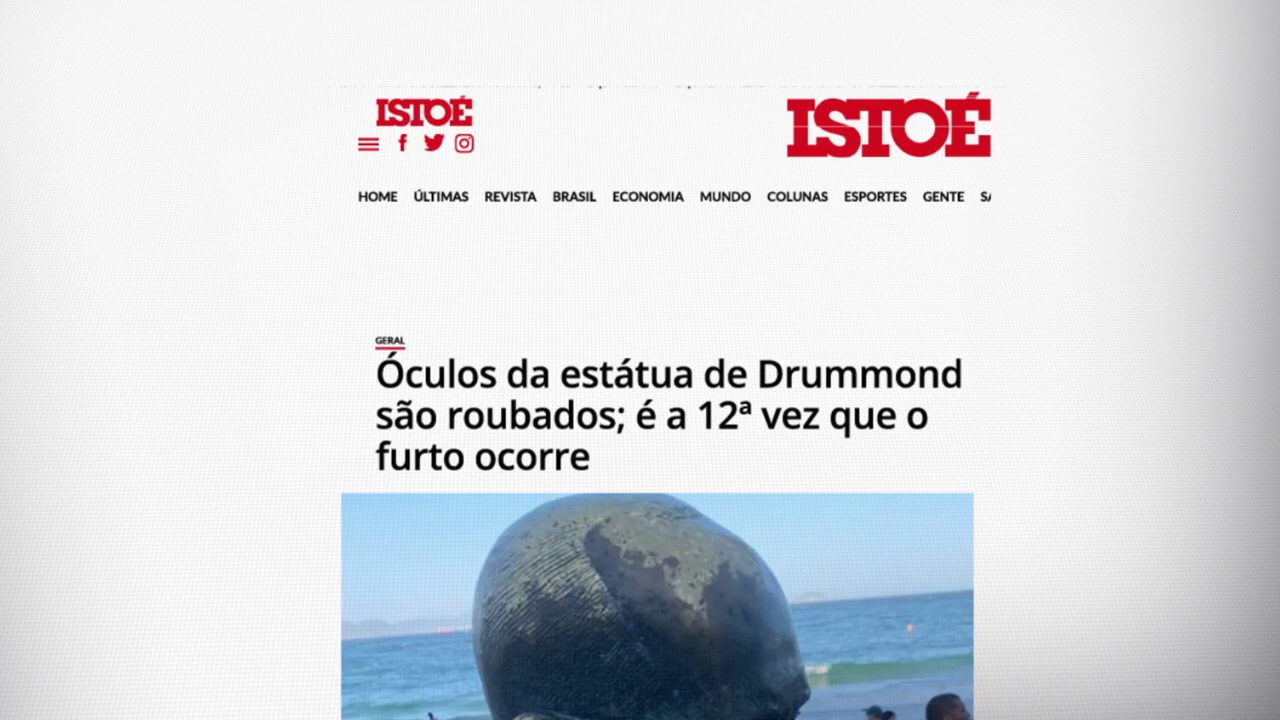 ISTOÉ
ISTOÉ
HOME ÚLTIMAS REVISTA BRASIL ECONOMIA MUNDO COLUNAS ESPORTES GENTE
GERAL
Óculos da estátua de Drummond
são roubados; é a 12ª vez que o
furto ocorre